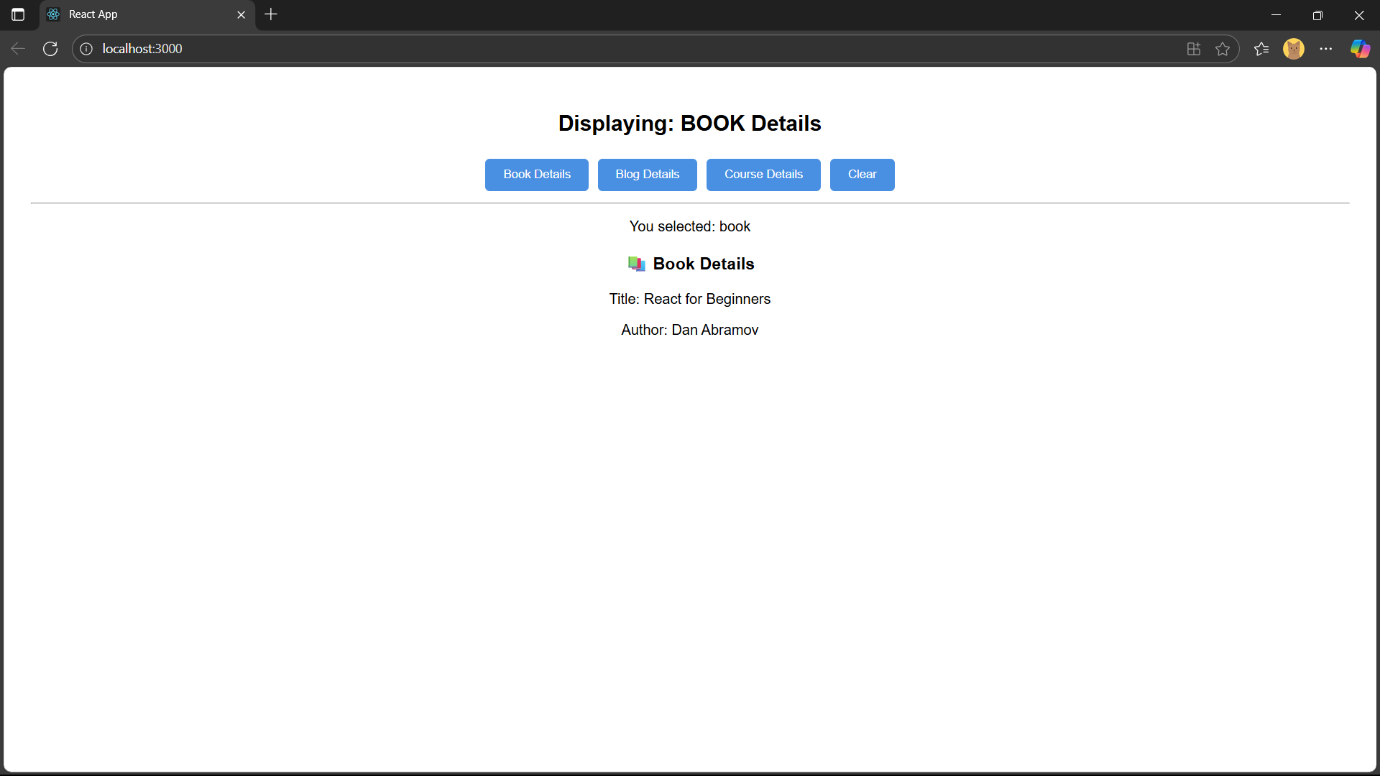 React App
localhost:3000
Displaying: BOOK Details
Book Details Blog Details Course Details Clear
You selected: book
📚 Book Details
Title: React for Beginners
Author: Dan Abramov